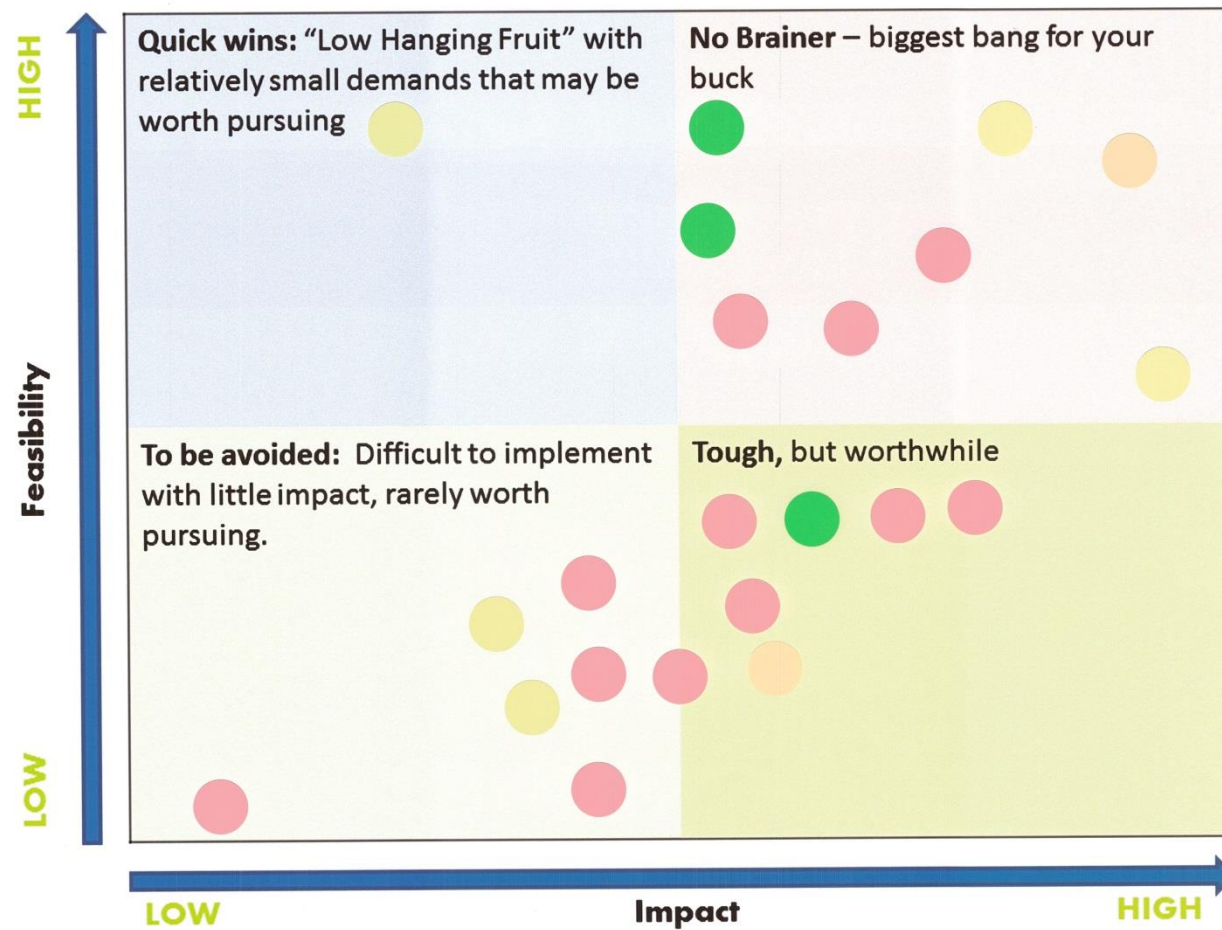 HIGH
Quick wins: “Low Hanging Fruit” with
relatively small demands that may be
worth pursuing
No Brainer – biggest bang for your
buck
Feasibility
To be avoided:  Difficult to implement
with little impact, rarely worth
pursuing.
Tough, but worthwhile
LOW
LOW
Impact
HIGH